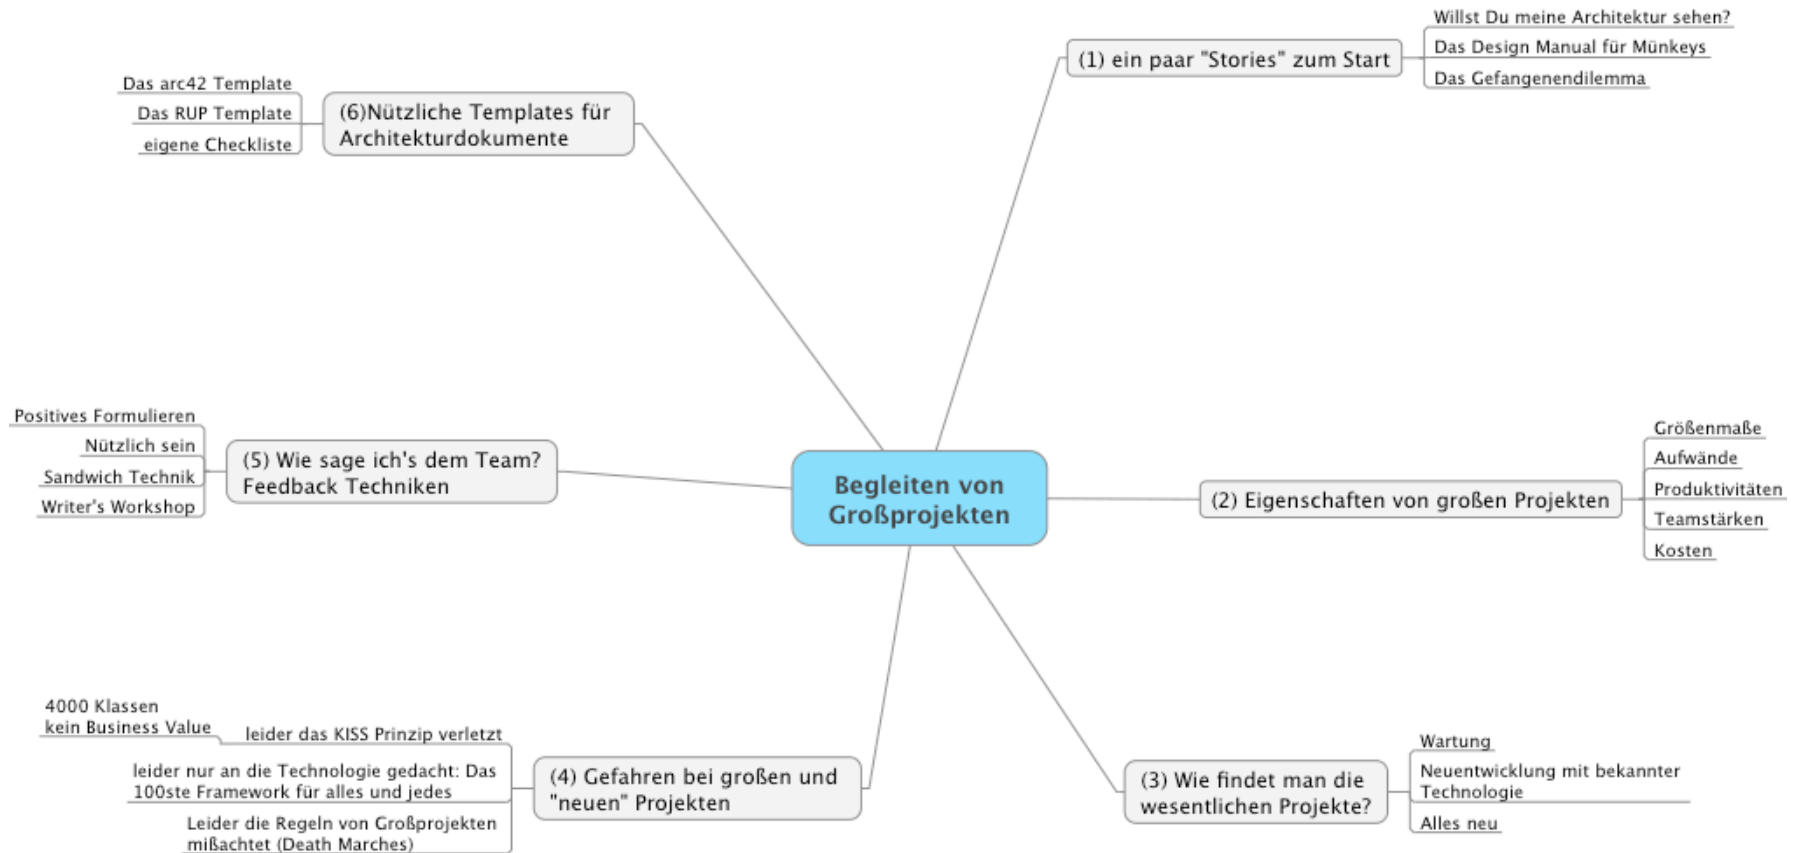 Begleiten von
Großprojekten
(1) ein paar "Stories" zum Start
Willst Du meine Architektur sehen?
Das Design Manual für Münkeys
Das Gefangenendilemma
(2) Eigenschaften von großen Projekten
Größenmaße
Aufwände
Produktivitäten
Teamstärken
Kosten
(3) Wie findet man die
wesentlichen Projekte?
Wartung
Neuentwicklung mit bekannter
Technologie
Alles neu
(4) Gefahren bei großen und
"neuen" Projekten
leider das KISS Prinzip verletzt
4000 Klassen
kein Business Value
leider nur an die Technologie gedacht: Das
100ste Framework für alles und jedes
Leider die Regeln von Großprojekten
mißachtet (Death Marches)
(5) Wie sage ich's dem Team?
Feedback Techniken
Positives Formulieren
Nützlich sein
Sandwich Technik
Writer's Workshop
(6)Nützliche Templates für
Architekturdokumente
Das arc42 Template
Das RUP Template
eigene Checkliste